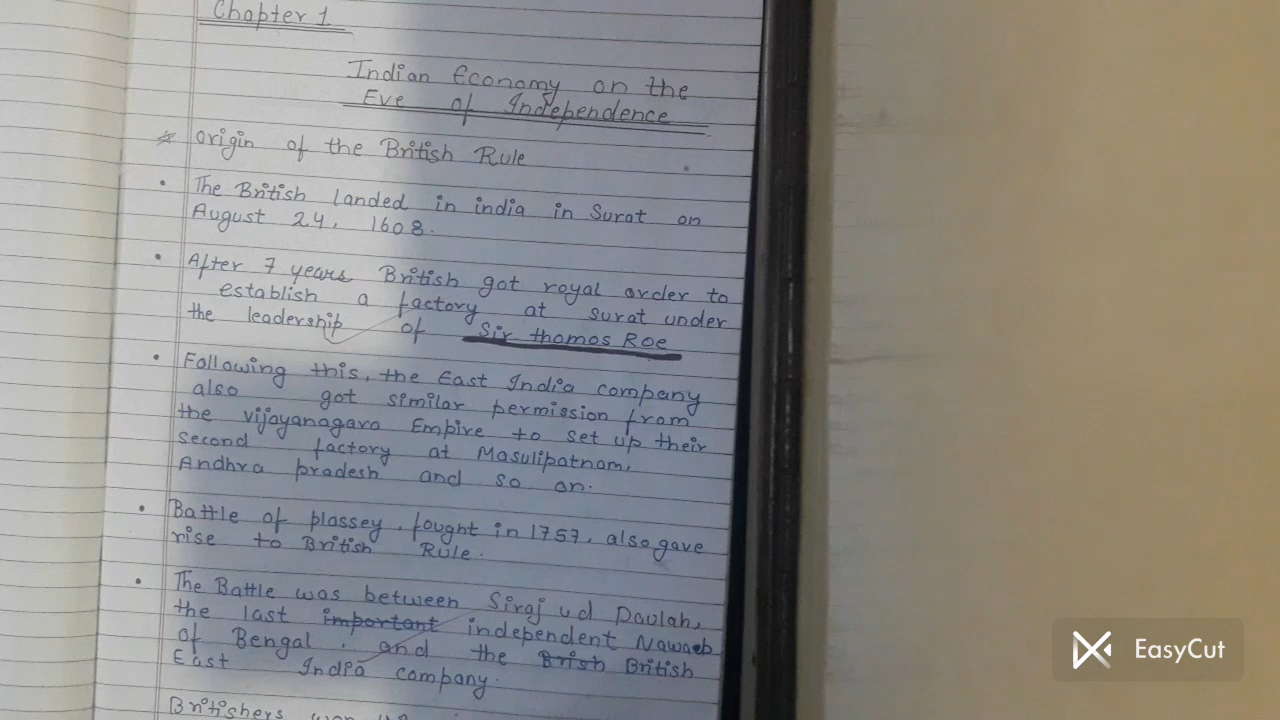 Chapter 1
Indian Economy on the
Eve of Independence
* Origin of the British Rule
• The British landed in india in Surat on
August 24, 1608.
• After 7 years British got royal order to
establish a factory at surat under
the leadership of Sir thomas Roe
• Following this, the East India company
also got similar permission from
the vijayanagara Empire to set up their
second factory at Masulipatnam,
Andhra pradesh and so on.
• Battle of plassey, fought in 1757, also gave
rise to British Rule.
• The Battle was between Siraj ud Daulah,
the last important independent Nawaeb
of Bengal, and the Brish British
East India company.
Britishers
EasyCut